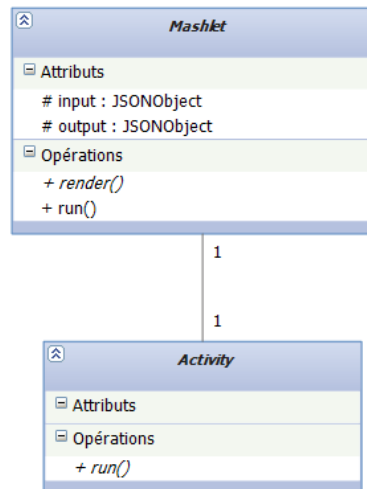 Mashlet
Attributs
# input : JSONObject
# output : JSONObject
Opérations
+ render()
+ run()
1
1
Activity
Attributs
Opérations
+ run()